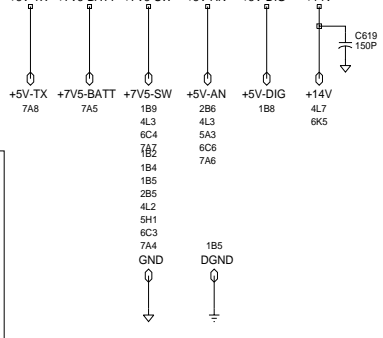 C619
150P
+5V-TX +7V5-BATT +7V5-SW +5V-AN +5V-DIG +14V
7A8 7A5 1B9 2B6 1B8 4L7
4L3 4L3 6K5
6C4 5A3
7A7 6C6
1B2 7A6
1B4
1B5
2B5
4L2
5H1
6C3
7A4 1B5
GND DGND